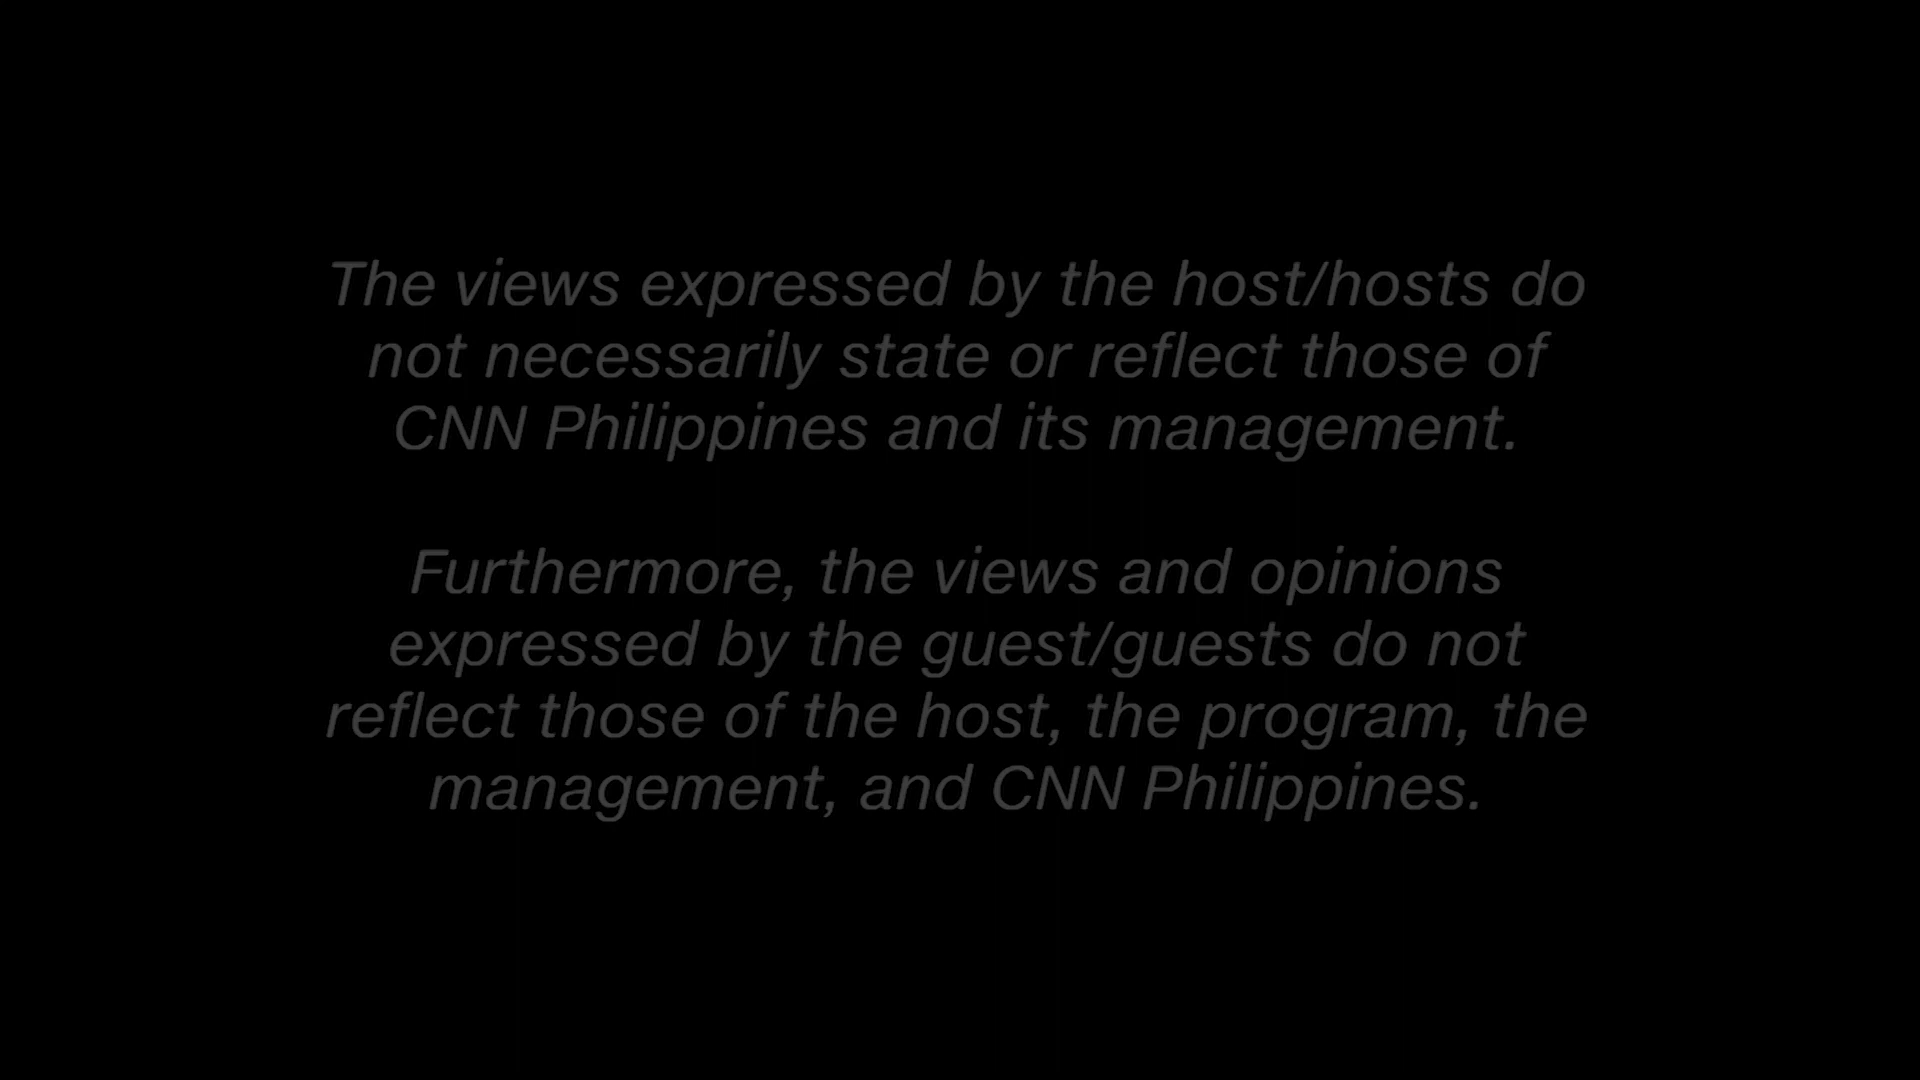 The views expressed by the host/hosts do
not necessarily state or reflect those of
CNN Philippines and its management.
Furthermore, the views and opinions
expressed by the guest/guests do not
reflect those of the host, the program, the
management, and CNN Philippines.